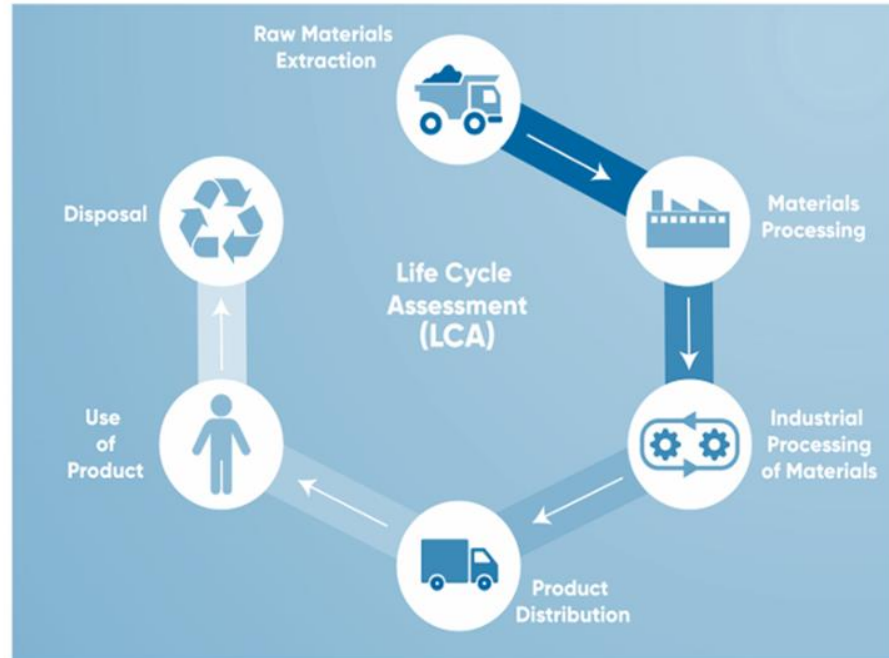 Raw Materials
Extraction
Materials
Processing
Industrial
Processing
of Materials
Product
Distribution
Use
of
Product
Disposal
Life Cycle
Assessment
(LCA)